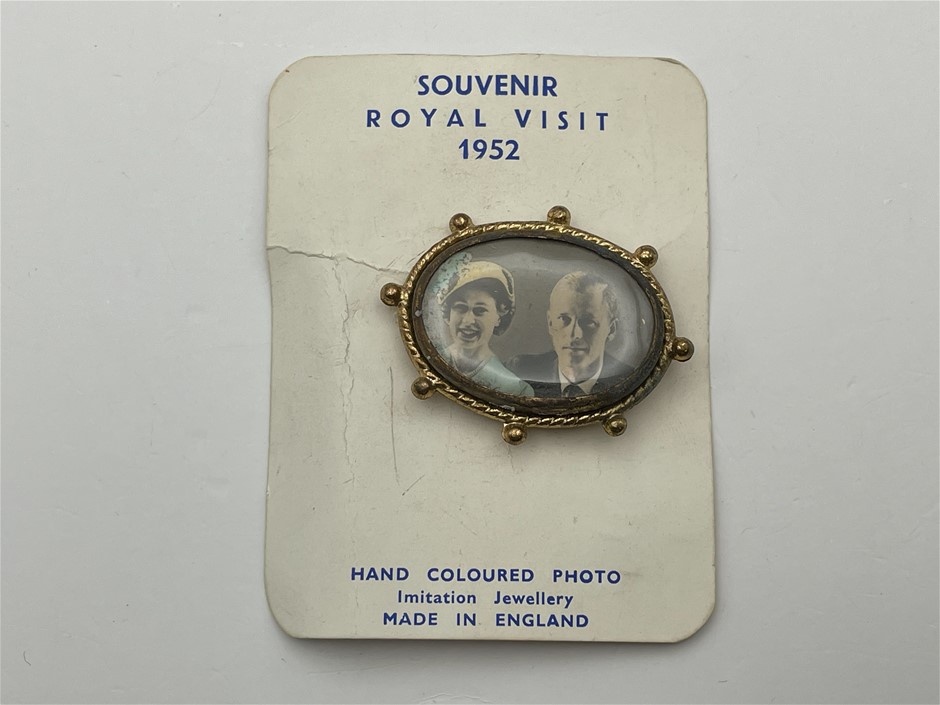 SOUVENIR
ROYAL VISIT
1952
HAND COLOURED PHOTO
Imitation Jewellery
MADE IN ENGLAND